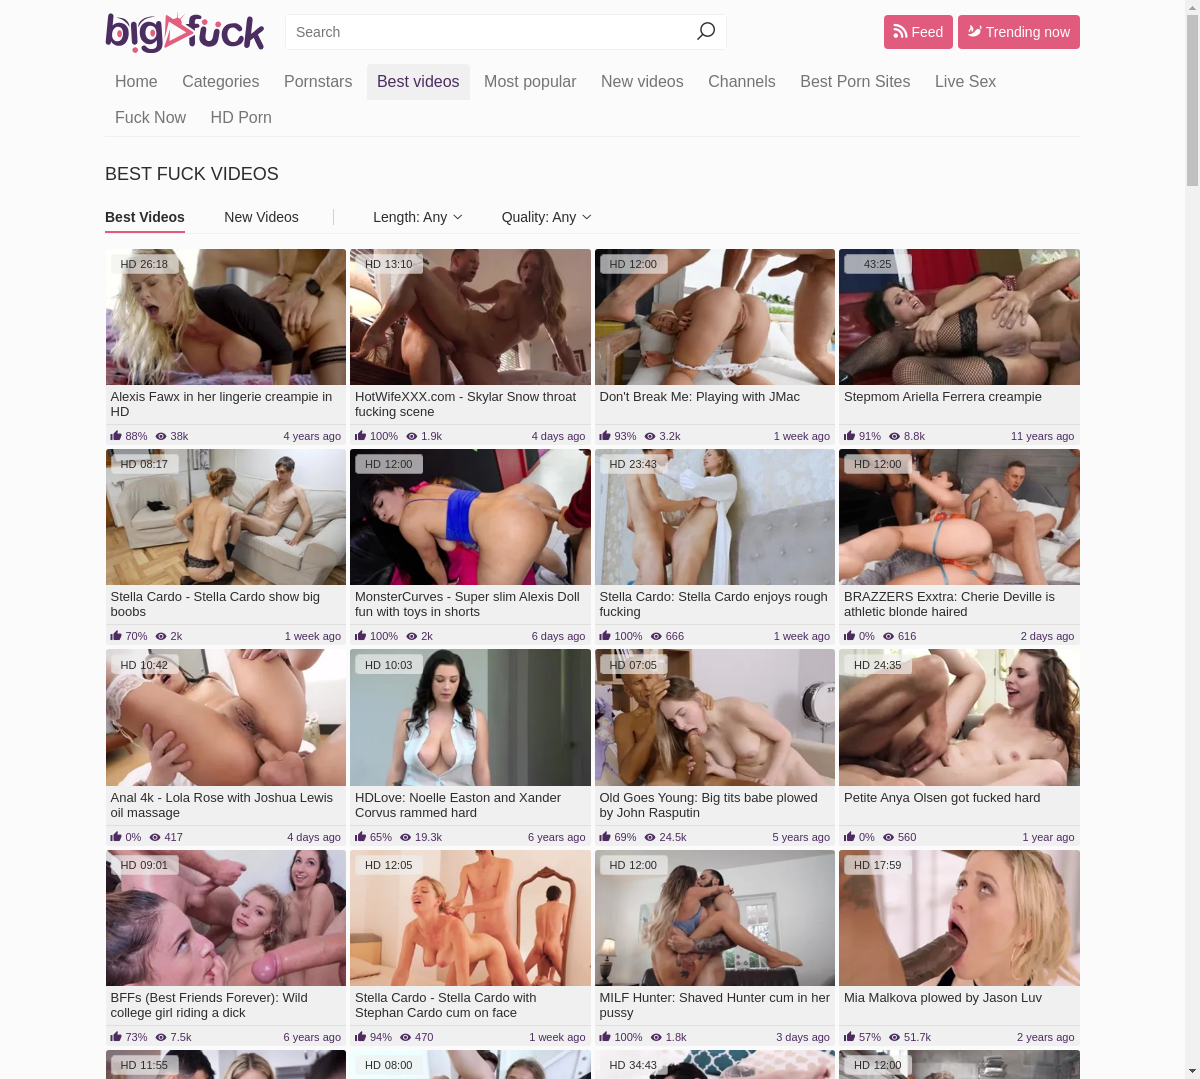 bigfuck
Search
Feed
Trending now
Home Categories Pornstars Best videos Most popular New videos Channels Best Porn Sites Live Sex
Fuck Now HD Porn
BEST FUCK VIDEOS
Best Videos New Videos Length: Any Quality: Any
HD 26:18
HD 13:10
HD 12:00
43:25
Alexis Fawx in her lingerie creampie in
HD
88% 38k 4 years ago
HotWifeXXX.com - Skylar Snow throat
fucking scene
100% 1.9k 4 days ago
Don't Break Me: Playing with JMac
93% 3.2k 1 week ago
Stepmom Ariella Ferrera creampie
91% 8.8k 11 years ago
HD 08:17
HD 12:00
HD 23:43
HD 12:00
Stella Cardo - Stella Cardo show big
boobs
70% 2k 1 week ago
MonsterCurves - Super slim Alexis Doll
fun with toys in shorts
100% 2k 6 days ago
Stella Cardo: Stella Cardo enjoys rough
fucking
100% 666 1 week ago
BRAZZERS Exxtra: Cherie Deville is
athletic blonde haired
0% 616 2 days ago
HD 10:42
HD 10:03
HD 07:05
HD 24:35
Anal 4k - Lola Rose with Joshua Lewis
oil massage
0% 417 4 days ago
HDLove: Noelle Easton and Xander
Corvus rammed hard
65% 19.3k 6 years ago
Old Goes Young: Big tits babe plowed
by John Rasputin
69% 24.5k 5 years ago
Petite Anya Olsen got fucked hard
0% 560 1 year ago
HD 09:01
HD 12:05
HD 12:00
HD 17:59
BFFs (Best Friends Forever): Wild
college girl riding a dick
73% 7.5k 6 years ago
Stella Cardo - Stella Cardo with
Stephan Cardo cum on face
94% 470 1 week ago
MILF Hunter: Shaved Hunter cum in her
pussy
100% 1.8k 3 days ago
Mia Malkova plowed by Jason Luv
57% 51.7k 2 years ago
HD 11:55
HD 08:00
HD 34:43
HD 12:00